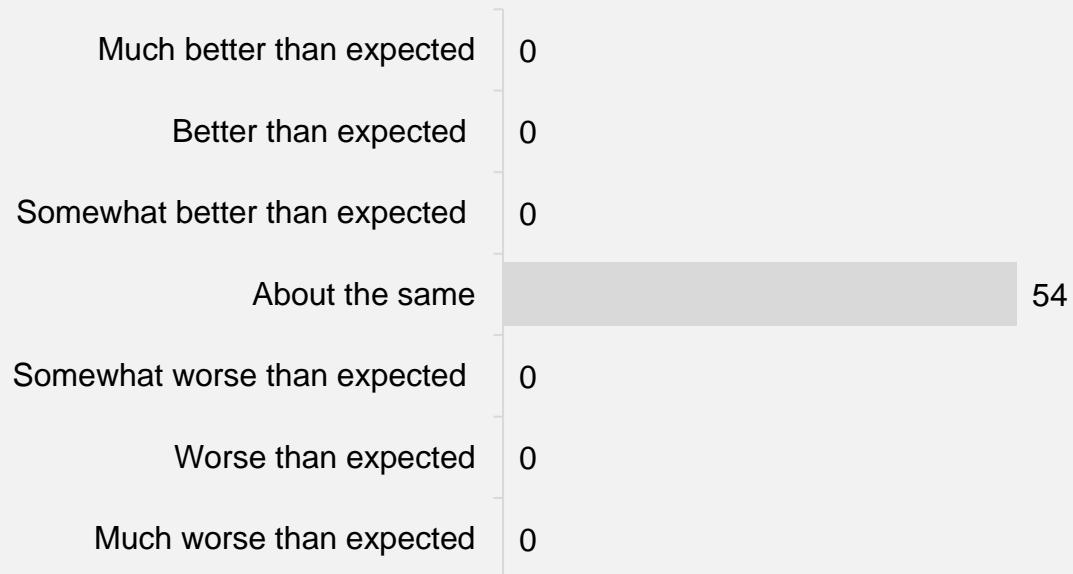 Much better than expected 0
Better than expected 0
Somewhat better than expected 0
About the same 54
Somewhat worse than expected 0
Worse than expected 0
Much worse than expected 0